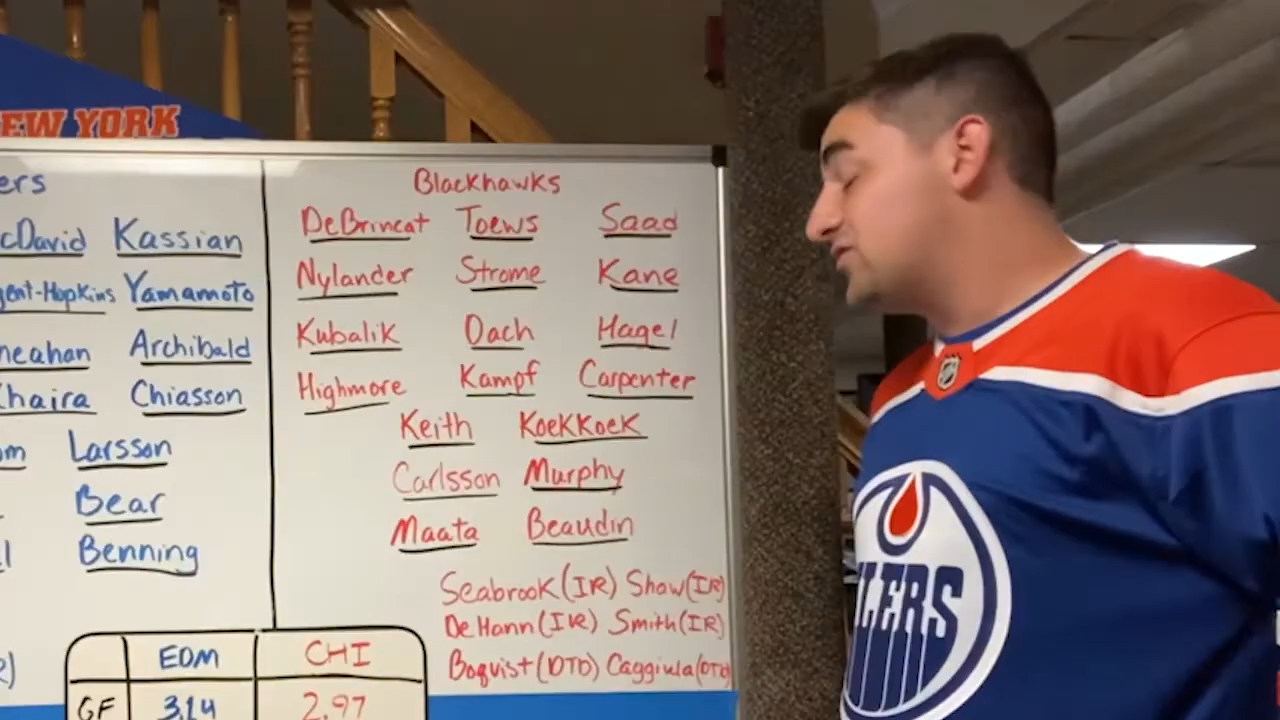 EW YORK
ers
cDavid Kassian
gent-Hopkins Yamamoto
neahan Archibald
Khaira Chiasson
om Larsson
Bear
l Benning
Blackhawks
DeBrincat Toews Saad
Nylander Strome Kane
Kubalik Dach Hagel
Highmore Kampf Carpenter
Keith Koekkoek
Carlsson Murphy
Maata Beaudin
Seabrook (IR) Shaw (IR)
DeHann (IR) Smith (IR)
Boqvist (DTD) Caggiula (DTD)
EDM CHI
GF 3.14 2.97
ILERS